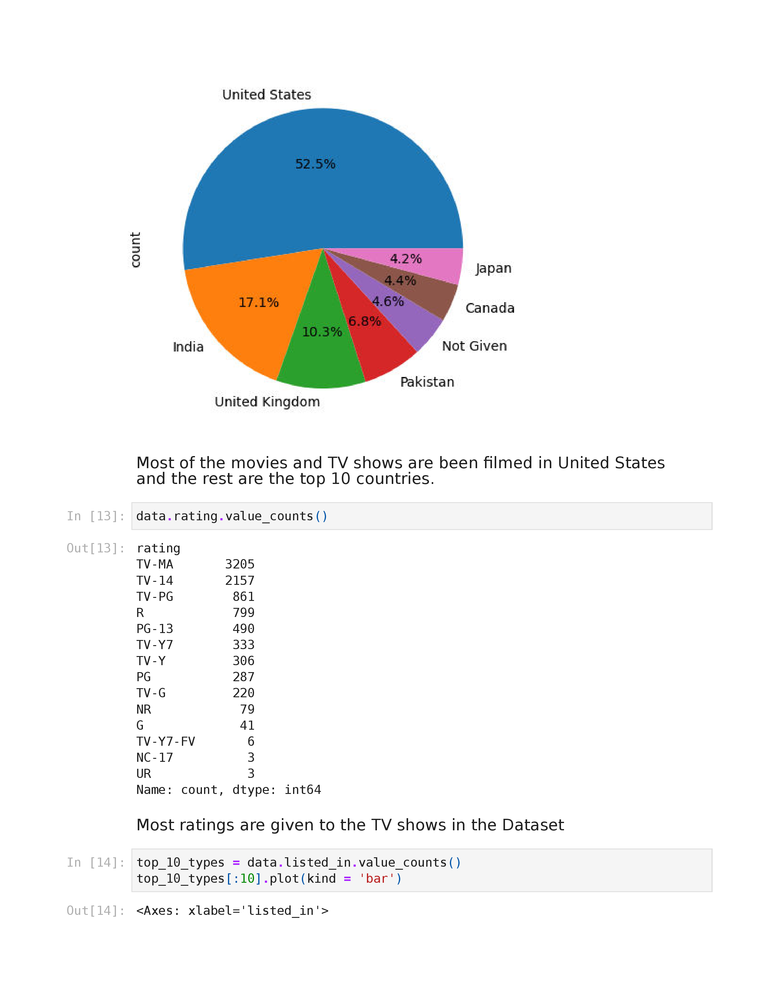 United States
52.5%
count
4.2%
Japan
4.4%
Canada
17.1%
4.6%
6.8%
10.3%
India
Not Given
Pakistan
United Kingdom
Most of the movies and TV shows are been filmed in United States
and the rest are the top 10 countries.
In [13]: data.rating.value_counts()
Out[13]: rating
TV-MA 3205
TV-14 2157
TV-PG 861
R 799
PG-13 490
TV-Y7 333
TV-Y 306
PG 287
TV-G 220
NR 79
G 41
TV-Y7-FV 6
NC-17 3
UR 3
Name: count, dtype: int64
Most ratings are given to the TV shows in the Dataset
In [14]: top_10_types = data.listed_in.value_counts()
top_10_types[:10].plot(kind = 'bar')
Out[14]: <Axes: xlabel='listed_in'>